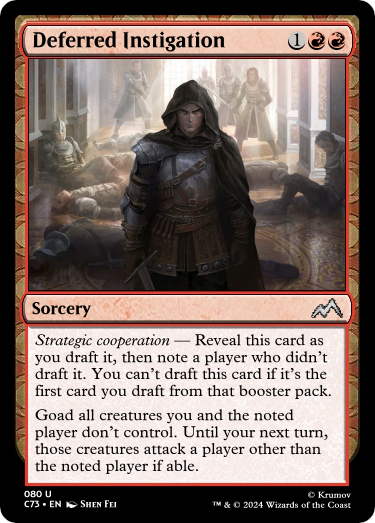 Deferred Instigation 1
Sorcery
Strategic cooperation — Reveal this card as
you draft it, then note a player who didn't
draft it. You can't draft this card if it's the
first card you draft from that booster pack.
Goad all creatures you and the noted
player don't control. Until your next turn,
those creatures attack a player other than
the noted player if able.
080 U
C73 • EN Shen Fei
© Krumov
™ & © 2024 Wizards of the Coast